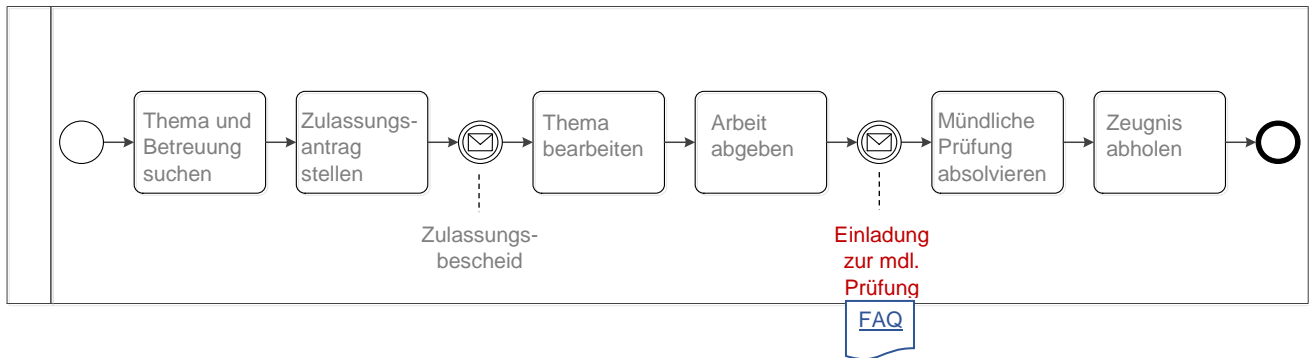 Thema und
Betreuung
suchen
Zulassungs-
antrag
stellen
Zulassungs-
bescheid
Thema
bearbeiten
Arbeit
abgeben
Einladung
zur mdl.
Prüfung
FAQ
Mündliche
Prüfung
absolvieren
Zeugnis
abholen